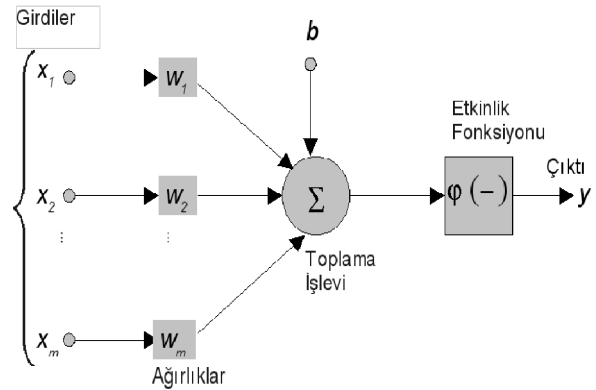 Girdiler
b
x1
w1
Etkinlik
Fonksiyonu
Çıktı
x2
w2
Σ
φ(−)
y
⋮
⋮
Toplama
İşlevi
xm
wm
Ağırlıklar